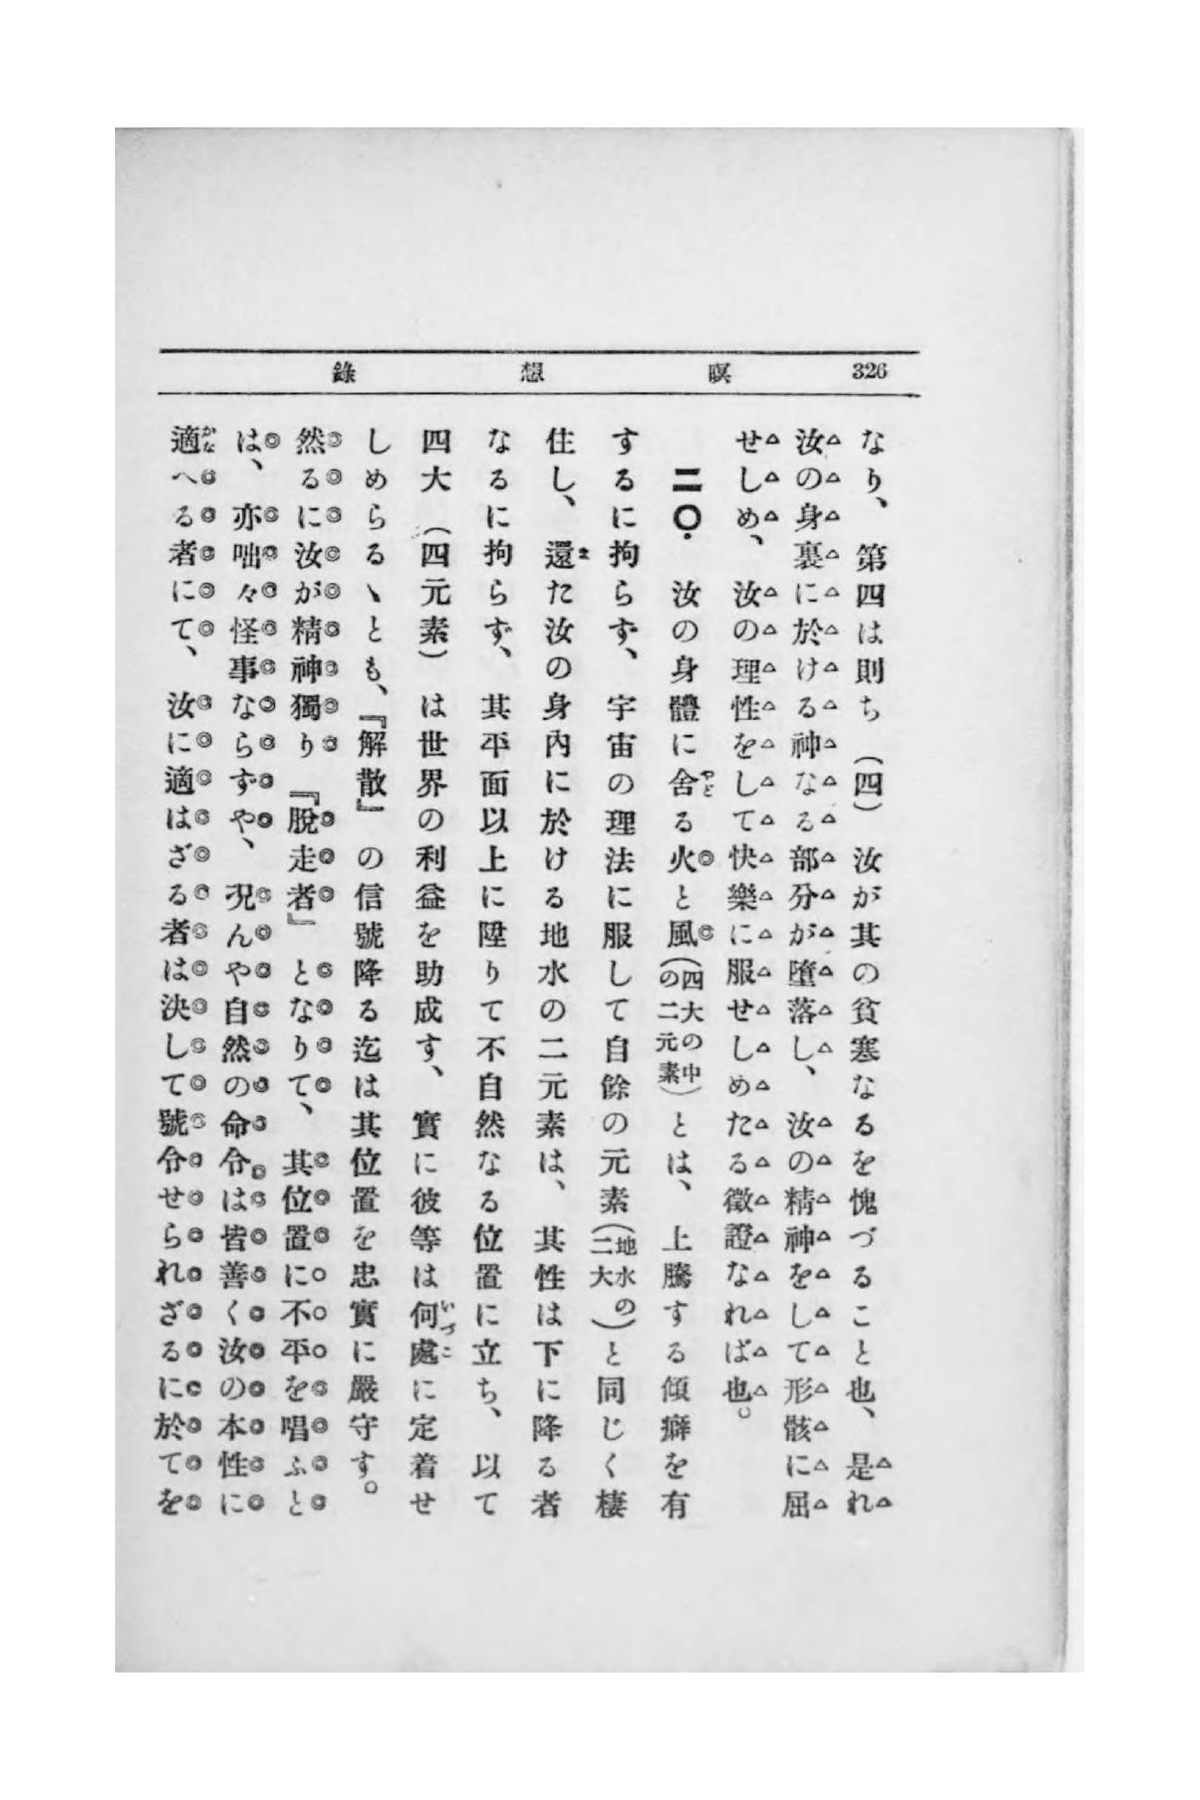 326 瞑想錄
なり、第四は則ち（四）汝が其の貧寒なるを愧づること也、是れ
汝の身裏に於ける神なる部分が墮落し、汝の精神をして形骸に屈
せしめ、汝の理性をして快樂に服せしめたる徵證なれば也。
二〇．汝の身體に舍る火と風（四大の中の二元素）とは、上騰する傾癖を有
するに拘らず、宇宙の理法に服して自餘の元素（地水の二大）と同じく棲
住し、還た汝の身內に於ける地水の二元素は、其性は下に降る者
なるに拘らず、其平面以上に陞りて不自然なる位置に立ち、以て
四大（四元素）は世界の利益を助成す、實に彼等は何處に定着せ
しめらるゝとも、『解散』の信號降る迄は其位置を忠實に嚴守す。
然るに汝が精神獨り『脫走者』となりて、其位置に不平を唱ふと
は、亦咄々怪事ならずや、况んや自然の命令は皆善く汝の本性に
適へる者にて、汝に適はざる者は決して號令せられざるに於てを